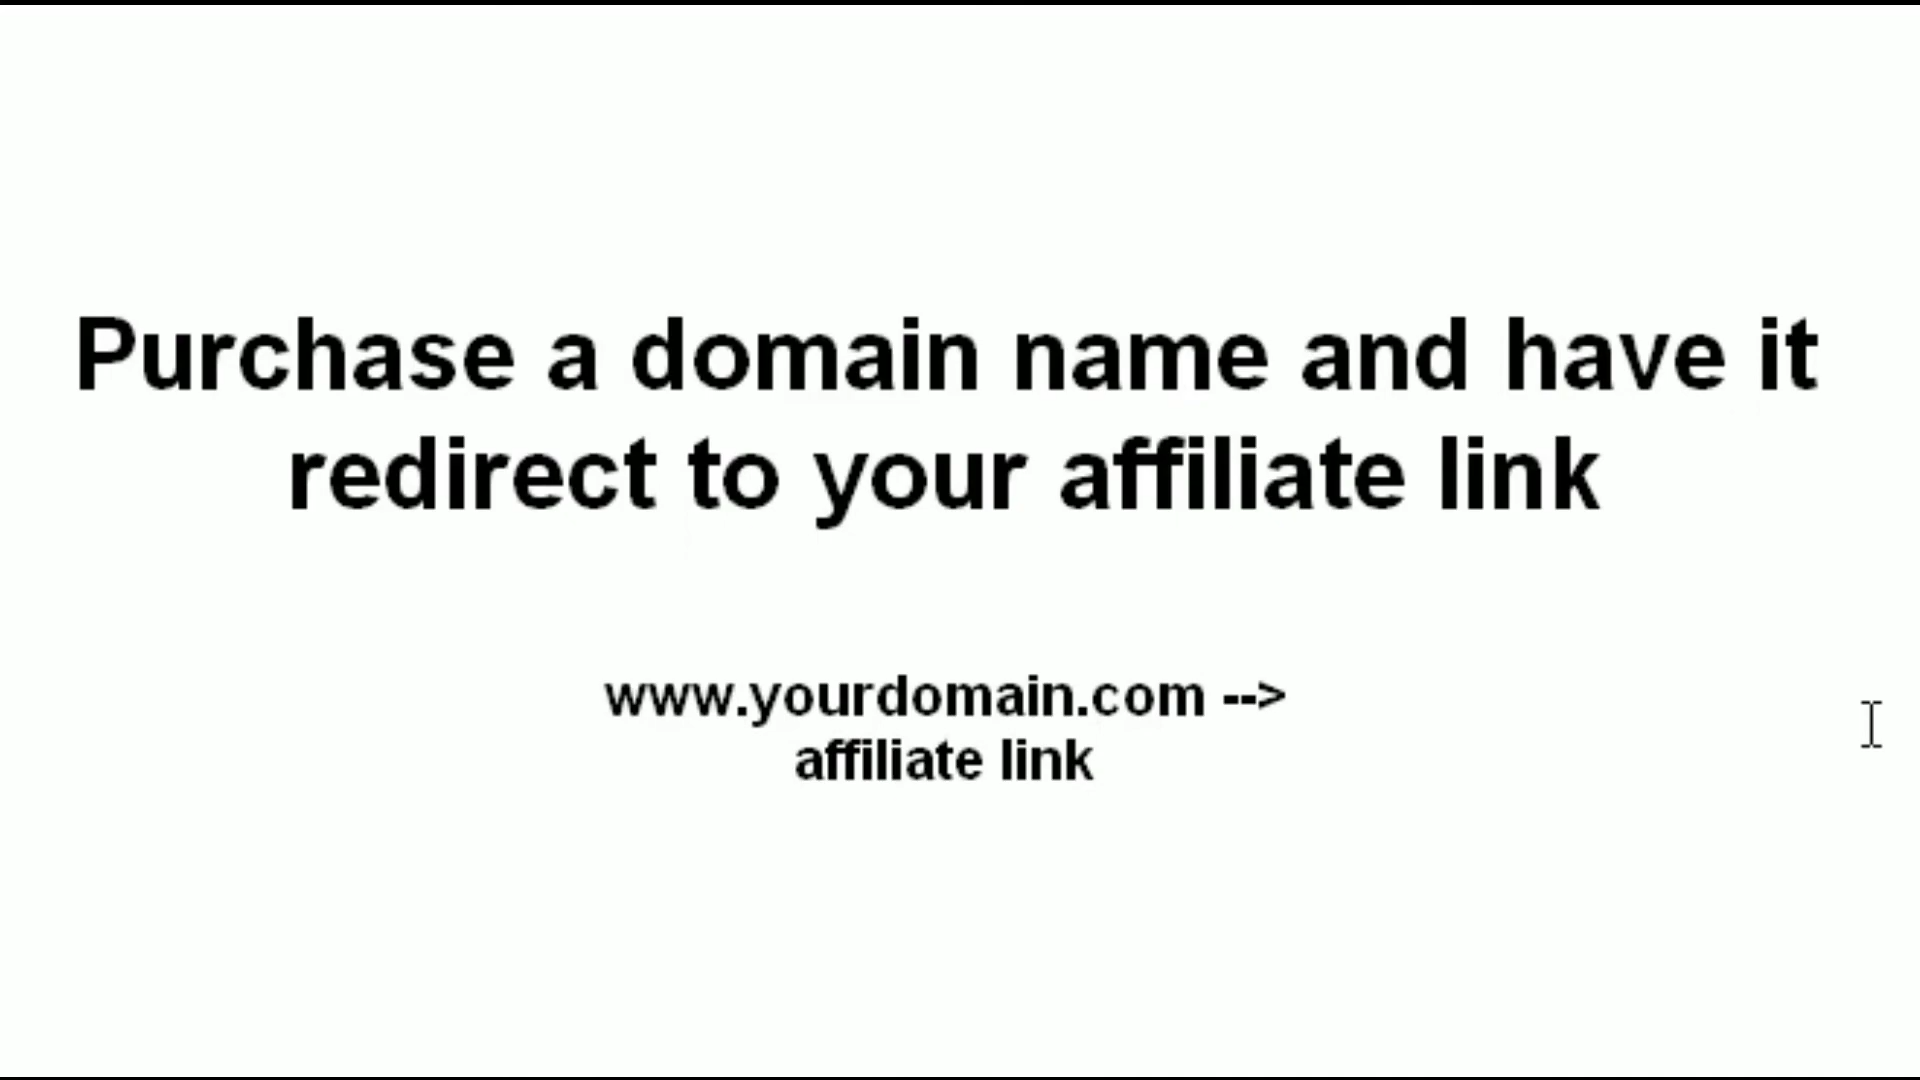 Purchase a domain name and have it
redirect to your affiliate link
www.yourdomain.com -->
affiliate link